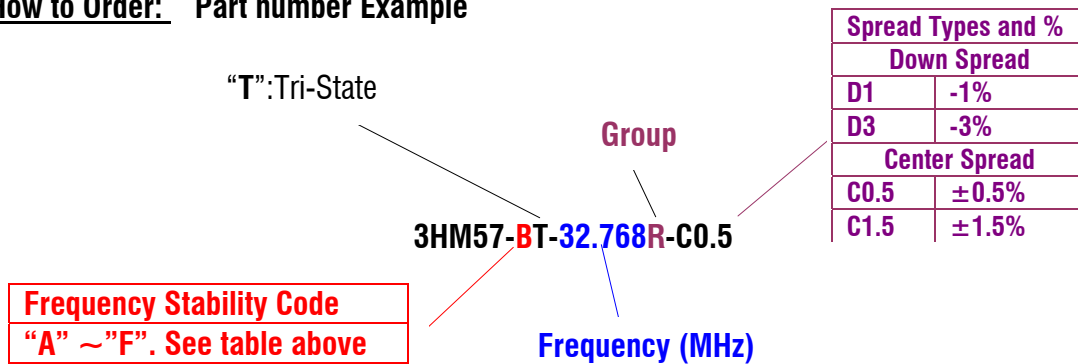 How to Order: Part number Example
Spread Types and %
Down Spread
D1 -1%
D3 -3%
Center Spread
C0.5 ±0.5%
C1.5 ±1.5%
“T”:Tri-State
Group
3HM57-BT-32.768R-C0.5
Frequency Stability Code
“A” ~”F”. See table above
Frequency (MHz)